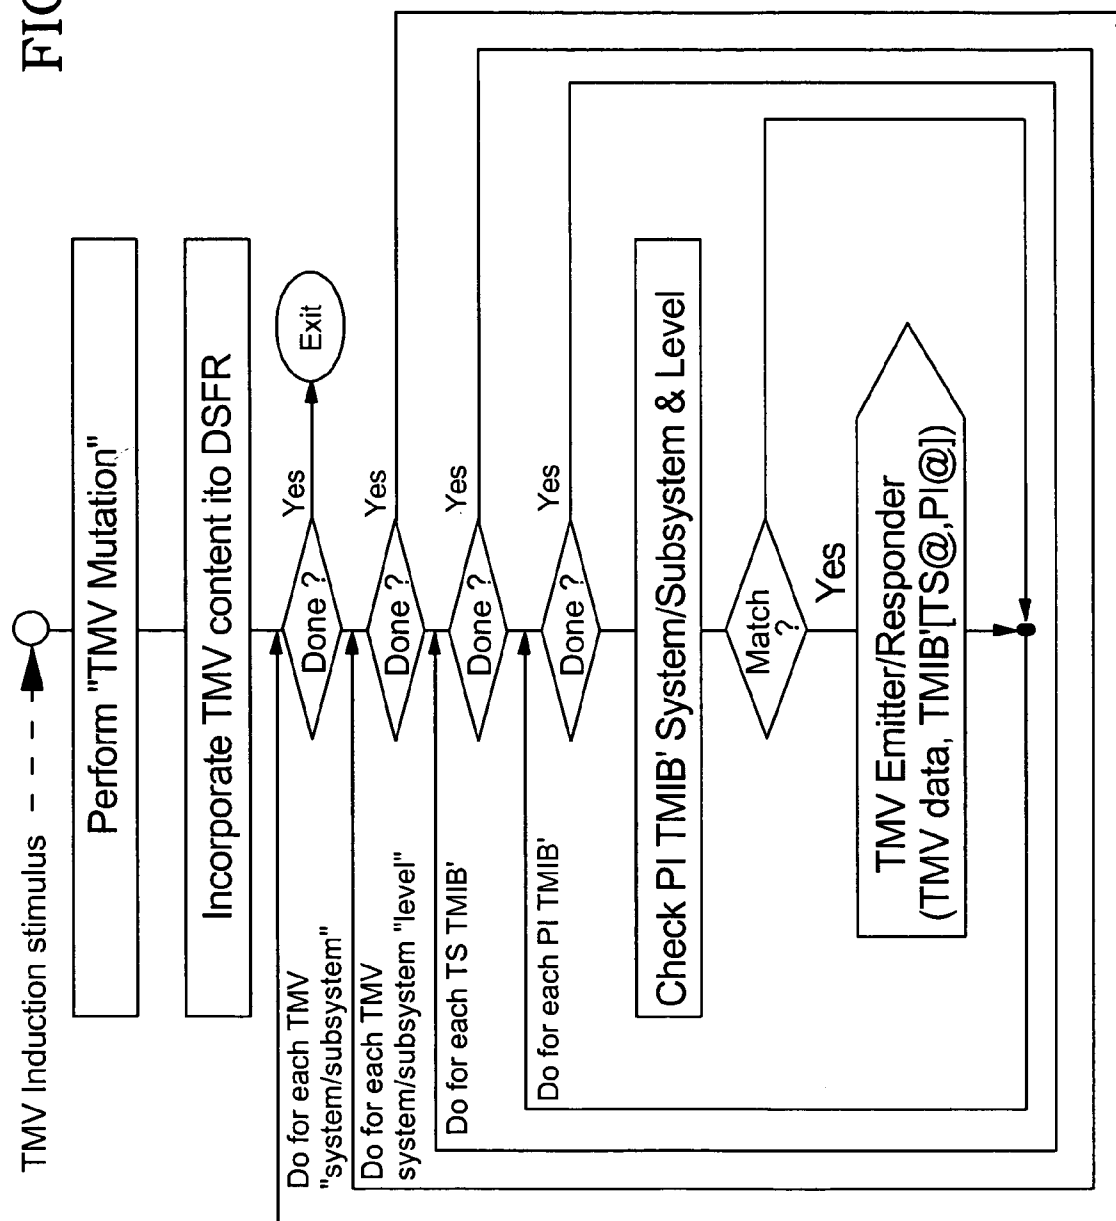 FIG
TMV Induction stimulus
Perform "TMV Mutation"
Incorporate TMV content ito DSFR
Do for each TMV
"system/subsystem"
Done ?
Yes
Exit
Do for each TMV
system/subsystem "level"
Done ?
Yes
Do for each TS TMIB'
Done ?
Yes
Do for each PI TMIB'
Done ?
Yes
Check PI TMIB' System/Subsystem & Level
Match
?
Yes
TMV Emitter/Responder
(TMV data, TMIB'[TS@,PI@])